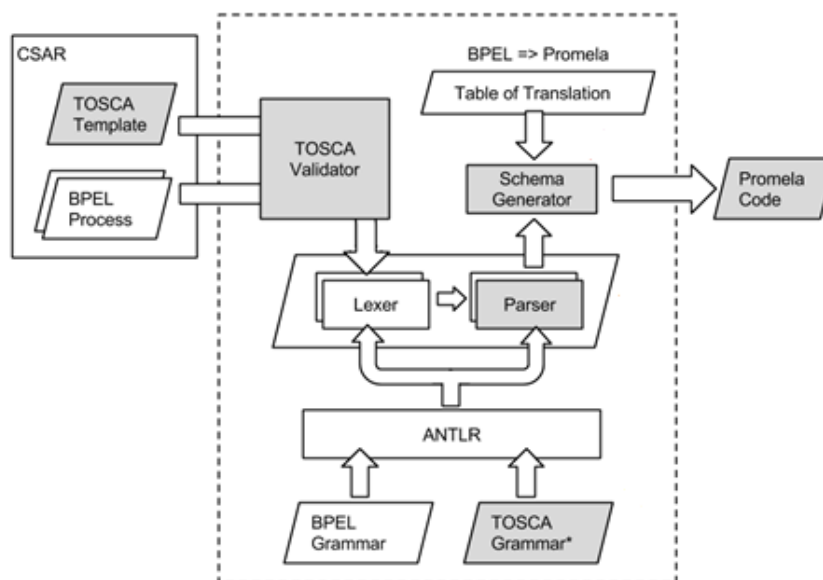 CSAR
TOSCA
Template
BPEL
Process
TOSCA
Validator
BPEL => Promela
Table of Translation
Schema
Generator
Promela
Code
Lexer
Parser
ANTLR
BPEL
Grammar
TOSCA
Grammar*